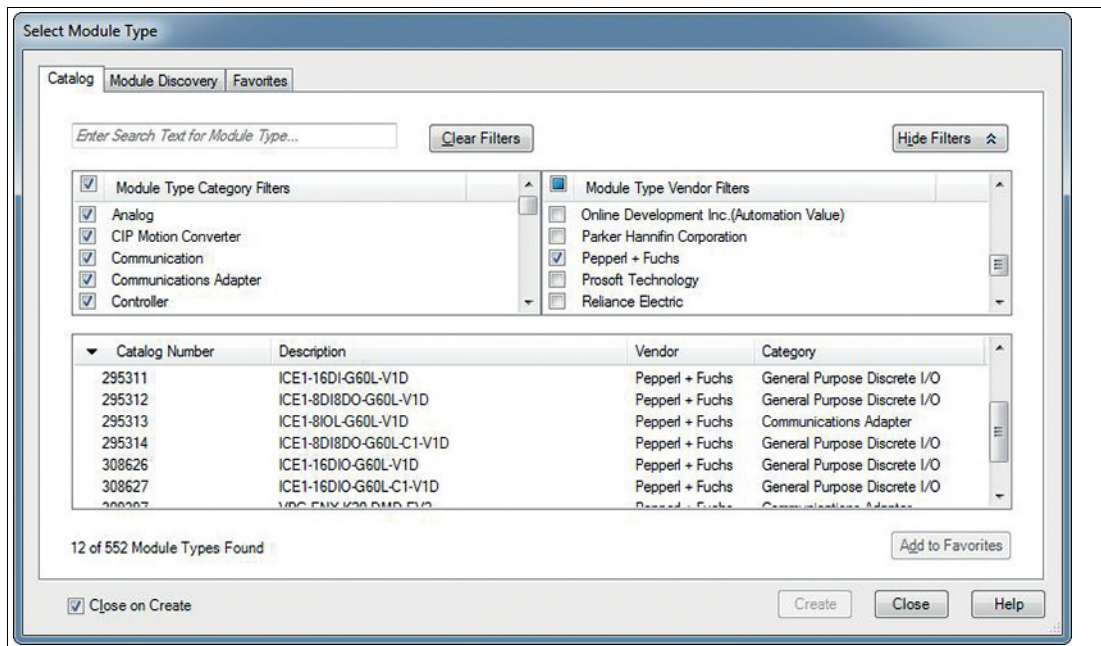 Select Module Type
Catalog Module Discovery Favorites
Enter Search Text for Module Type... Clear Filters Hide Filters
Module Type Category Filters Module Type Vendor Filters
Analog Online Development Inc.(Automation Value)
CIP Motion Converter Parker Hannifin Corporation
Communication Pepperl + Fuchs
Communications Adapter Prosoft Technology
Controller Reliance Electric
Catalog Number Description Vendor Category
295311 ICE1-16DI-G60L-V1D Pepperl + Fuchs General Purpose Discrete I/O
295312 ICE1-8DI8DO-G60L-V1D Pepperl + Fuchs General Purpose Discrete I/O
295313 ICE1-8IOL-G60L-V1D Pepperl + Fuchs Communications Adapter
295314 ICE1-8DI8DO-G60L-C1-V1D Pepperl + Fuchs General Purpose Discrete I/O
308626 ICE1-16DIO-G60L-V1D Pepperl + Fuchs General Purpose Discrete I/O
308627 ICE1-16DIO-G60L-C1-V1D Pepperl + Fuchs General Purpose Discrete I/O
Pepperl + Fuchs Communications Adapter
12 of 552 Module Types Found Add to Favorites
Close on Create Create Close Help